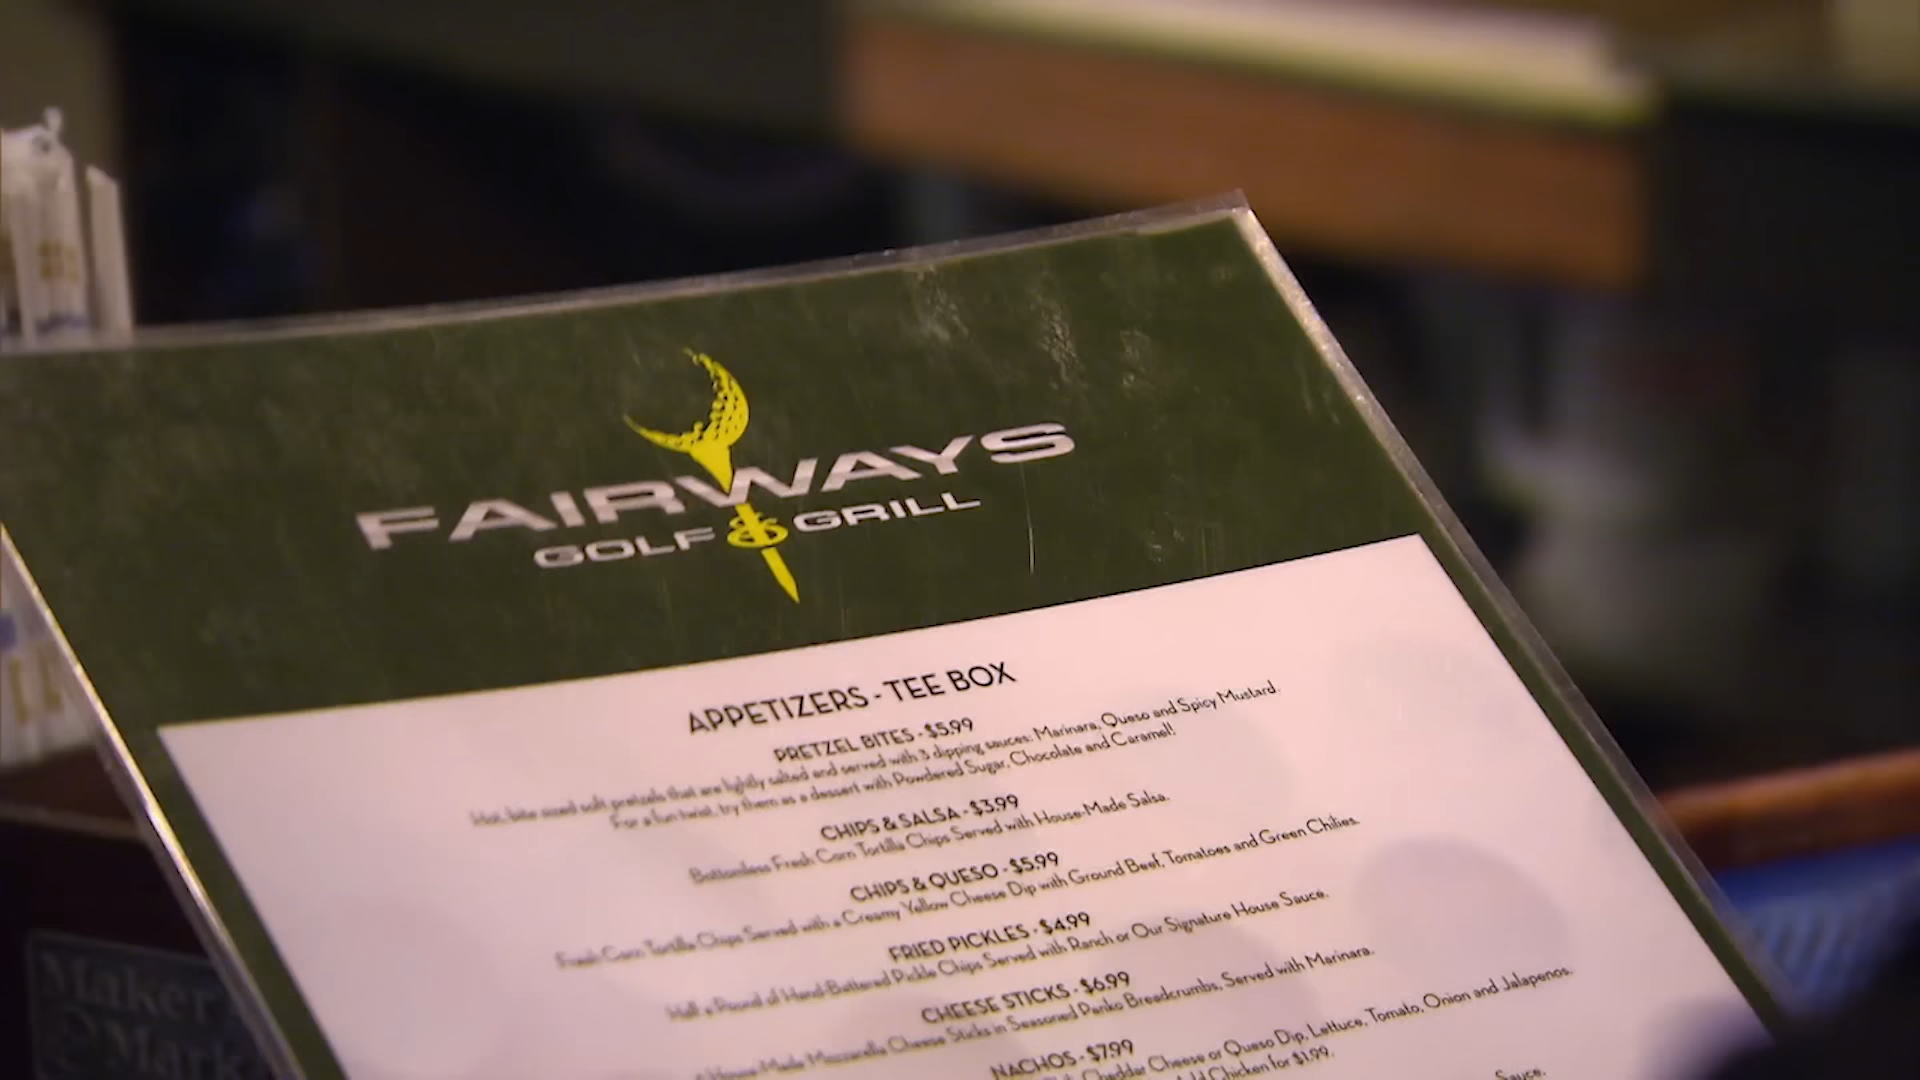 FAIRWAYS
GOLF & GRILL
APPETIZERS - TEE BOX
PRETZEL BITES - $5.99
Hot, bite sized soft pretzels that are lightly salted and served with 3 dipping sauces: Marinara, Queso and Spicy Mustard.
For a fun twist, try them as a dessert with Powdered Sugar, Chocolate and Caramel!
CHIPS & SALSA - $3.99
Bottomless Fresh Corn Tortilla Chips Served with House-Made Salsa.
CHIPS & QUESO - $5.99
Fresh Corn Tortilla Chips Served with a Creamy Yellow Cheese Dip with Ground Beef, Tomatoes and Green Chilies.
FRIED PICKLES - $4.99
Half a Pound of Hand-Battered Pickle Chips Served with Ranch or Our Signature House Sauce.
CHEESE STICKS - $6.99
House-Made Mozzarella Cheese Sticks in Seasoned Panko Breadcrumbs, Served with Marinara.
NACHOS - $7.99
Cheddar Cheese or Queso Dip, Lettuce, Tomato, Onion and Jalapenos.
Add Chicken for $1.99.
Sauce.
Maker
Mark